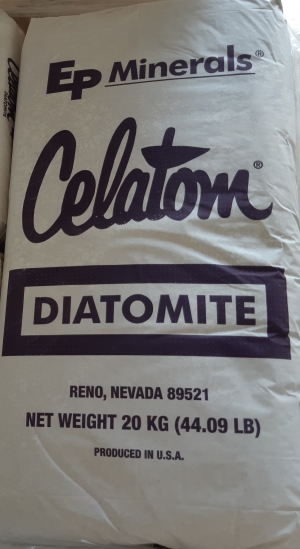 EP Minerals®
Celatom®
DIATOMITE
RENO, NEVADA 89521
NET WEIGHT 20 KG (44.09 LB)
PRODUCED IN U.S.A.